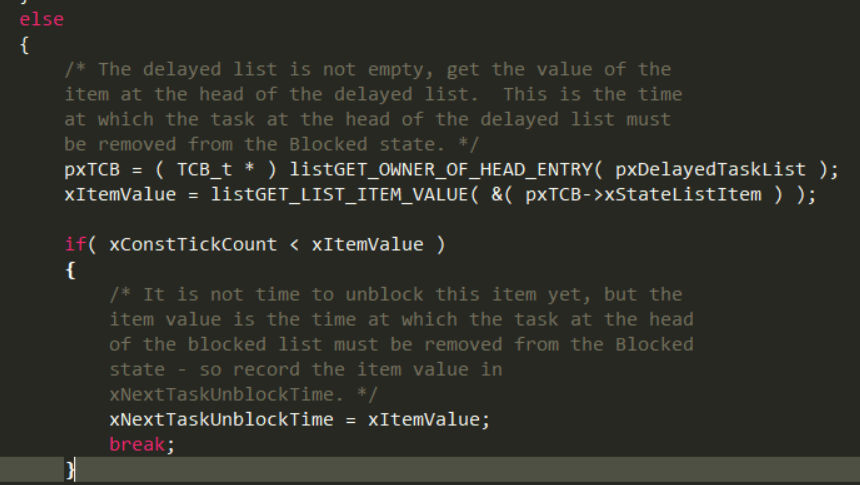 else
{
/* The delayed list is not empty, get the value of the
item at the head of the delayed list.  This is the time
at which the task at the head of the delayed list must
be removed from the Blocked state. */
pxTCB = ( TCB_t * ) listGET_OWNER_OF_HEAD_ENTRY( pxDelayedTaskList );
xItemValue = listGET_LIST_ITEM_VALUE( &( pxTCB->xStateListItem ) );
if( xConstTickCount < xItemValue )
{
/* It is not time to unblock this item yet, but the
item value is the time at which the task at the head
of the blocked list must be removed from the Blocked
state - so record the item value in
xNextTaskUnblockTime. */
xNextTaskUnblockTime = xItemValue;
break;
}